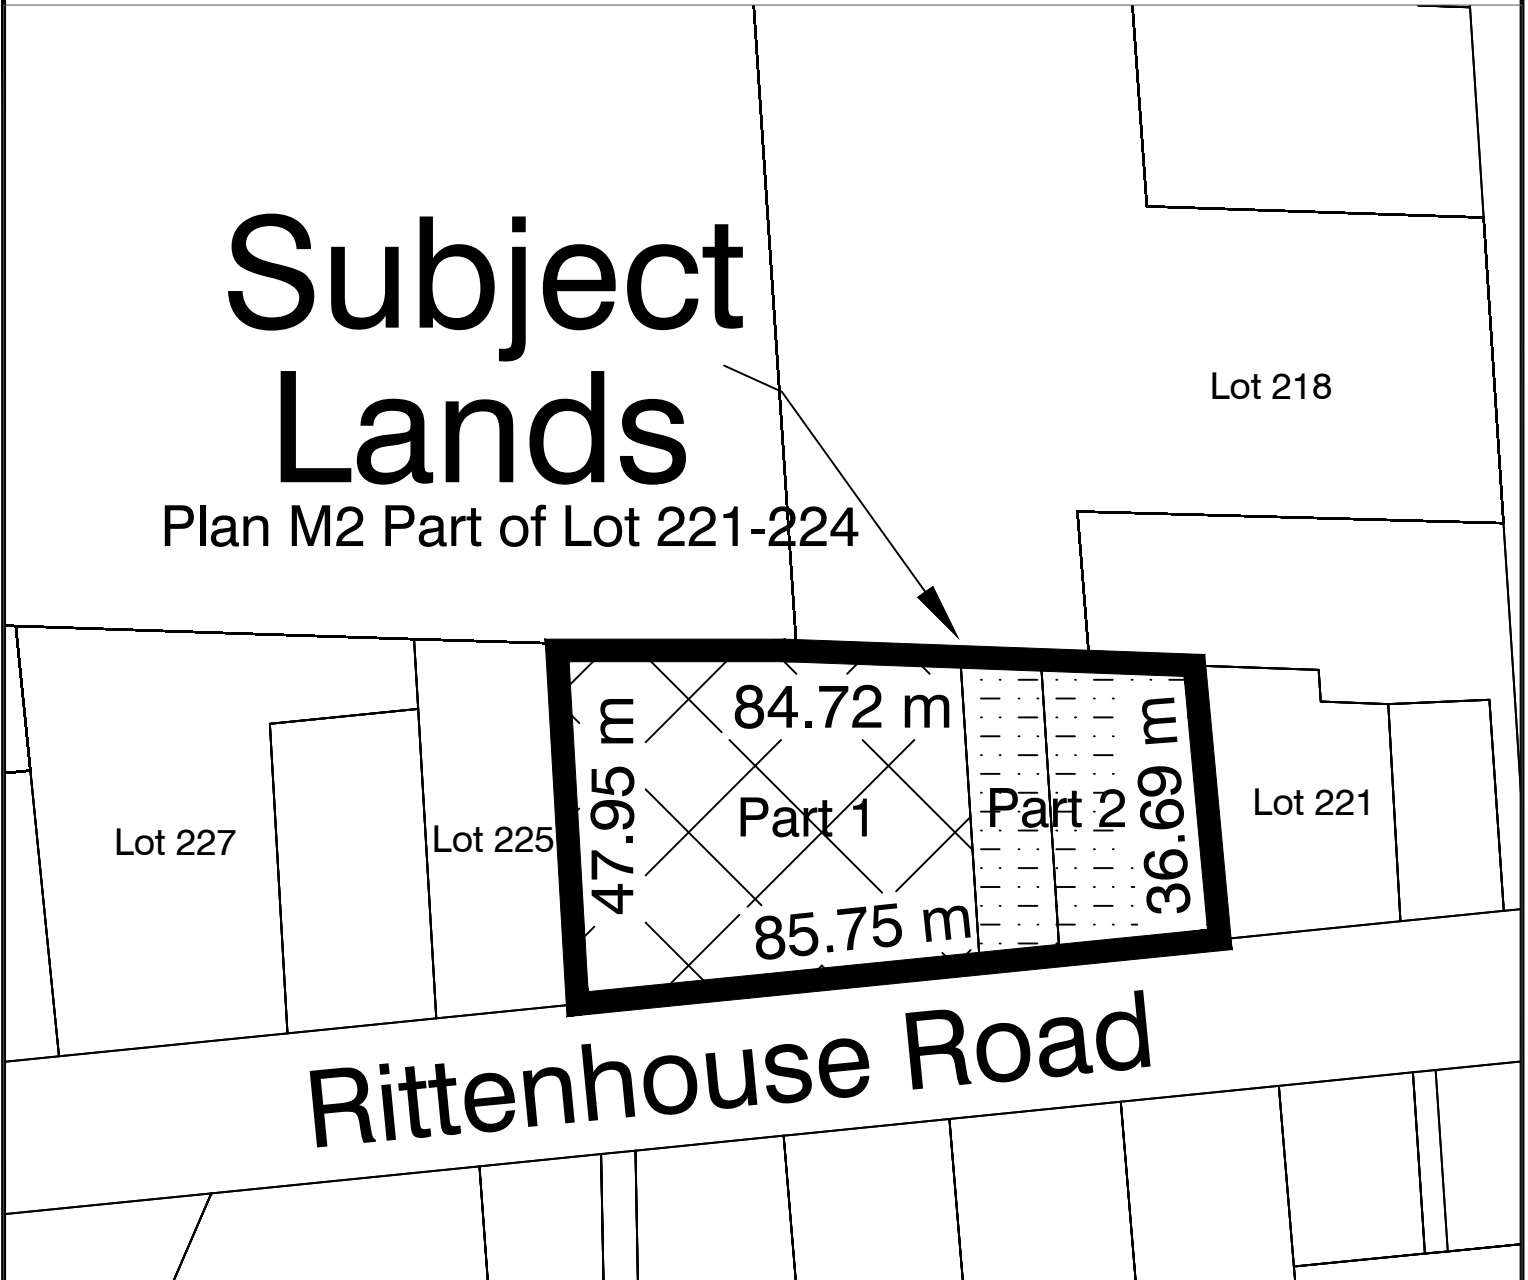 Subject
Lands
Plan M2 Part of Lot 221-224
Lot 218
84.72 m
47.95 m
Part 1
Part 2
36.69 m
Lot 221
Lot 227
Lot 225
85.75 m
Rittenhouse Road